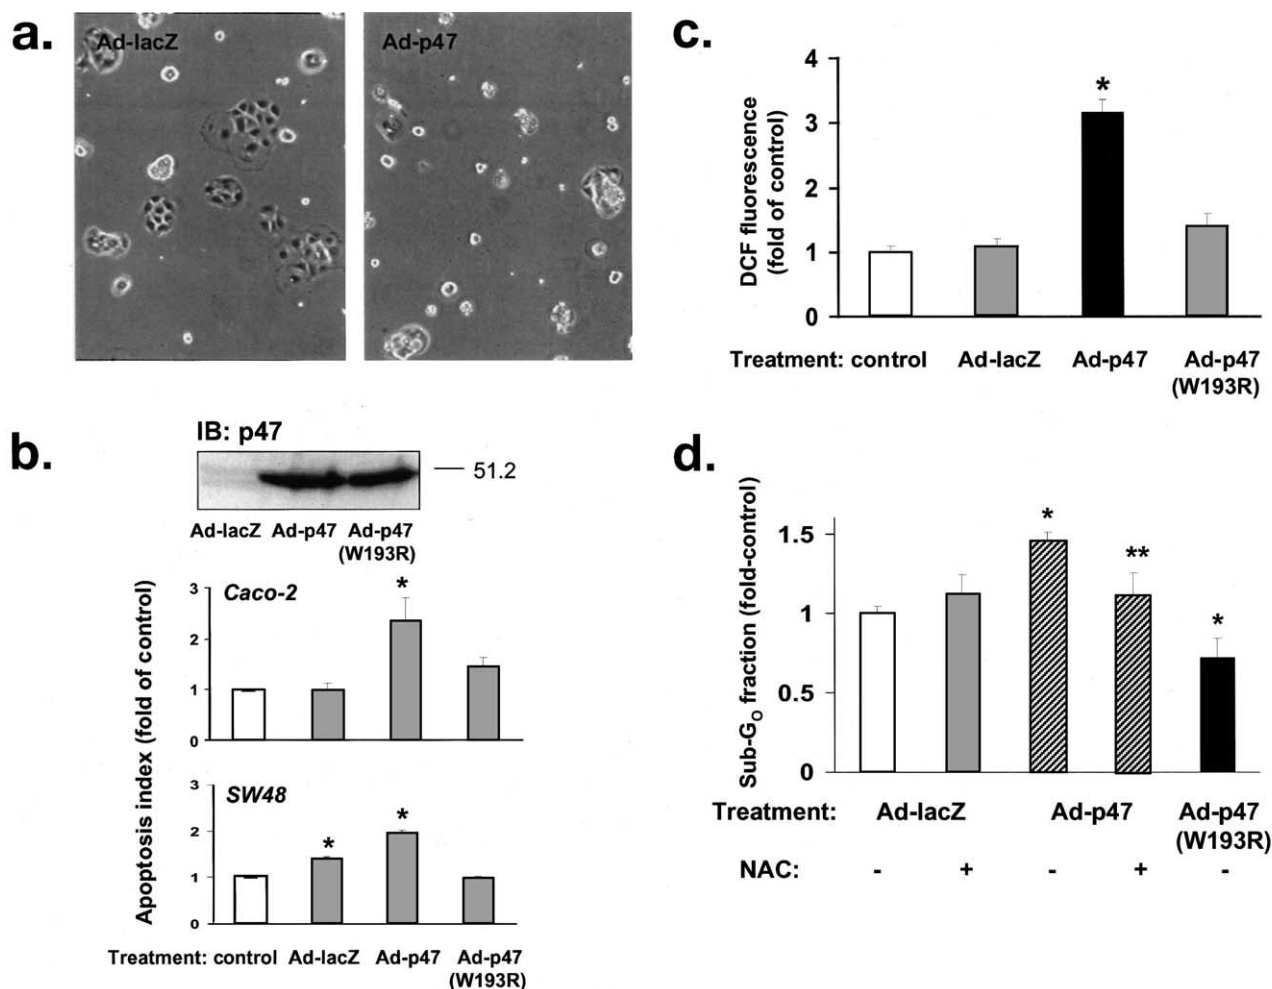 a.
Ad-lacZ
Ad-p47
b.
IB: p47
51.2
Ad-lacZ Ad-p47 Ad-p47
(W193R)
Apoptosis index (fold of control)
Caco-2
3
2
1
0
*
SW48
3
2
1
0
*
*
Treatment: control Ad-lacZ Ad-p47 Ad-p47
(W193R)
c.
DCF fluorescence
(fold of control)
4
3
2
1
0
*
Treatment: control Ad-lacZ Ad-p47 Ad-p47
(W193R)
d.
Sub-GO fraction (fold-control)
1.5
1
0.5
0
*
**
*
Treatment: Ad-lacZ Ad-p47 Ad-p47
(W193R)
NAC: - + - + -